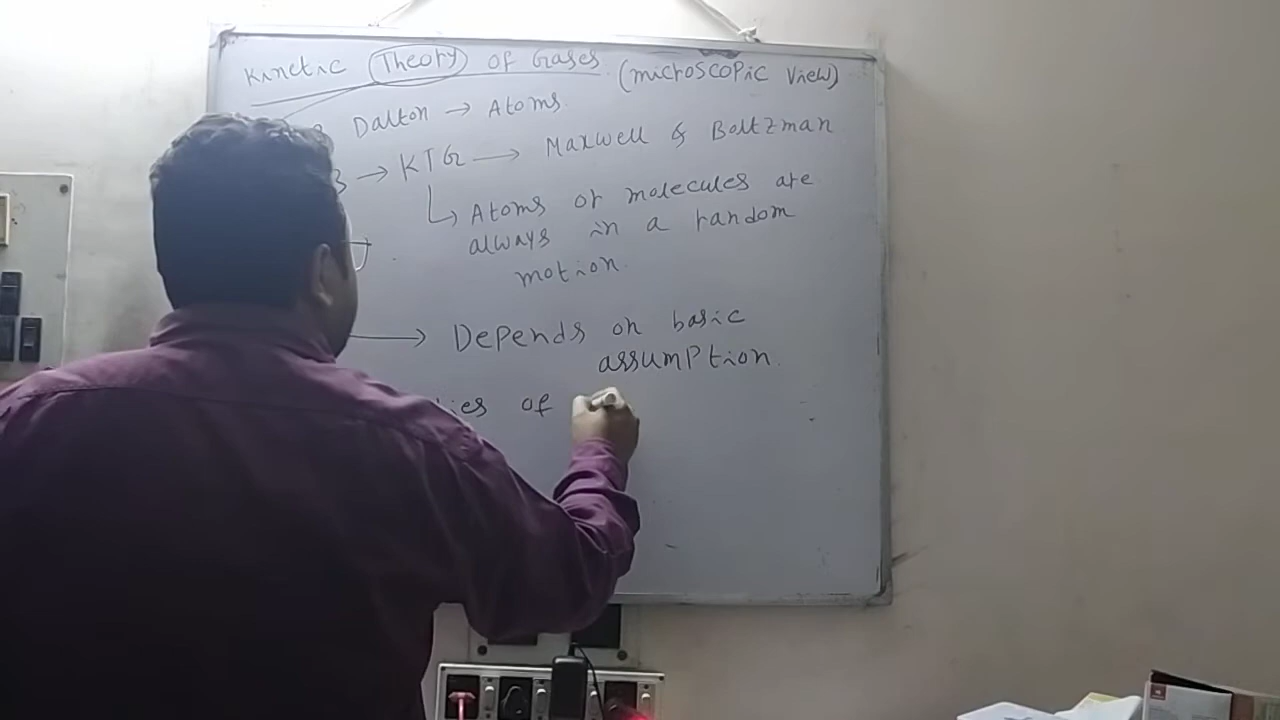 Kinetic Theory of Gases (microscopic view)
Dalton → Atoms.
3 → KTG → Maxwell & Boltzman
Atoms or molecules are
always in a random
motion.
→ Depends on basic
assumption.
of